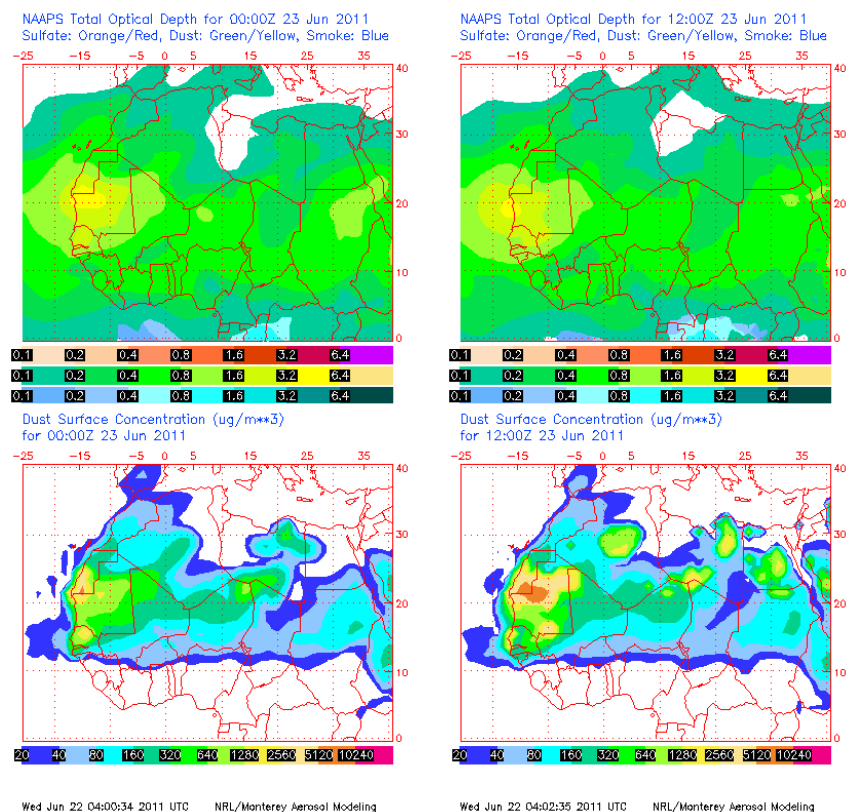 NAAPS Total Optical Depth for 00:00Z 23 Jun 2011
Sulfate: Orange/Red, Dust: Green/Yellow, Smoke: Blue
-25 -15 -5 5 15 25 35
40
30
20
10
0
0.1 0.2 0.4 0.8 1.6 3.2 6.4
0.1 0.2 0.4 0.8 1.6 3.2 6.4
0.1 0.2 0.4 0.8 1.6 3.2 6.4
NAAPS Total Optical Depth for 12:00Z 23 Jun 2011
Sulfate: Orange/Red, Dust: Green/Yellow, Smoke: Blue
-25 -15 -5 5 15 25 35
40
30
20
10
0
0.1 0.2 0.4 0.8 1.6 3.2 6.4
0.1 0.2 0.4 0.8 1.6 3.2 6.4
0.1 0.2 0.4 0.8 1.6 3.2 6.4
Dust Surface Concentration (ug/m**3)
for 00:00Z 23 Jun 2011
-25 -15 -5 5 15 25 35
40
30
20
10
0
20 40 80 160 320 640 1280 2560 5120 10240
Wed Jun 22 04:00:34 2011 UTC NRL/Monterey Aerosol Modeling
Dust Surface Concentration (ug/m**3)
for 12:00Z 23 Jun 2011
-25 -15 -5 5 15 25 35
40
30
20
10
0
20 40 80 160 320 640 1280 2560 5120 10240
Wed Jun 22 04:02:35 2011 UTC NRL/Monterey Aerosol Modeling